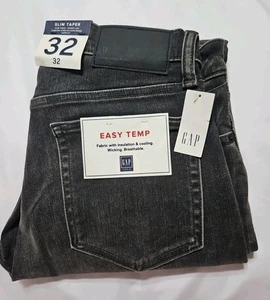 SLIM TAPER
32
32
EASY TEMP
Fabric with insulation & cooling.
Wicking. Breathable.
GAP
GAP